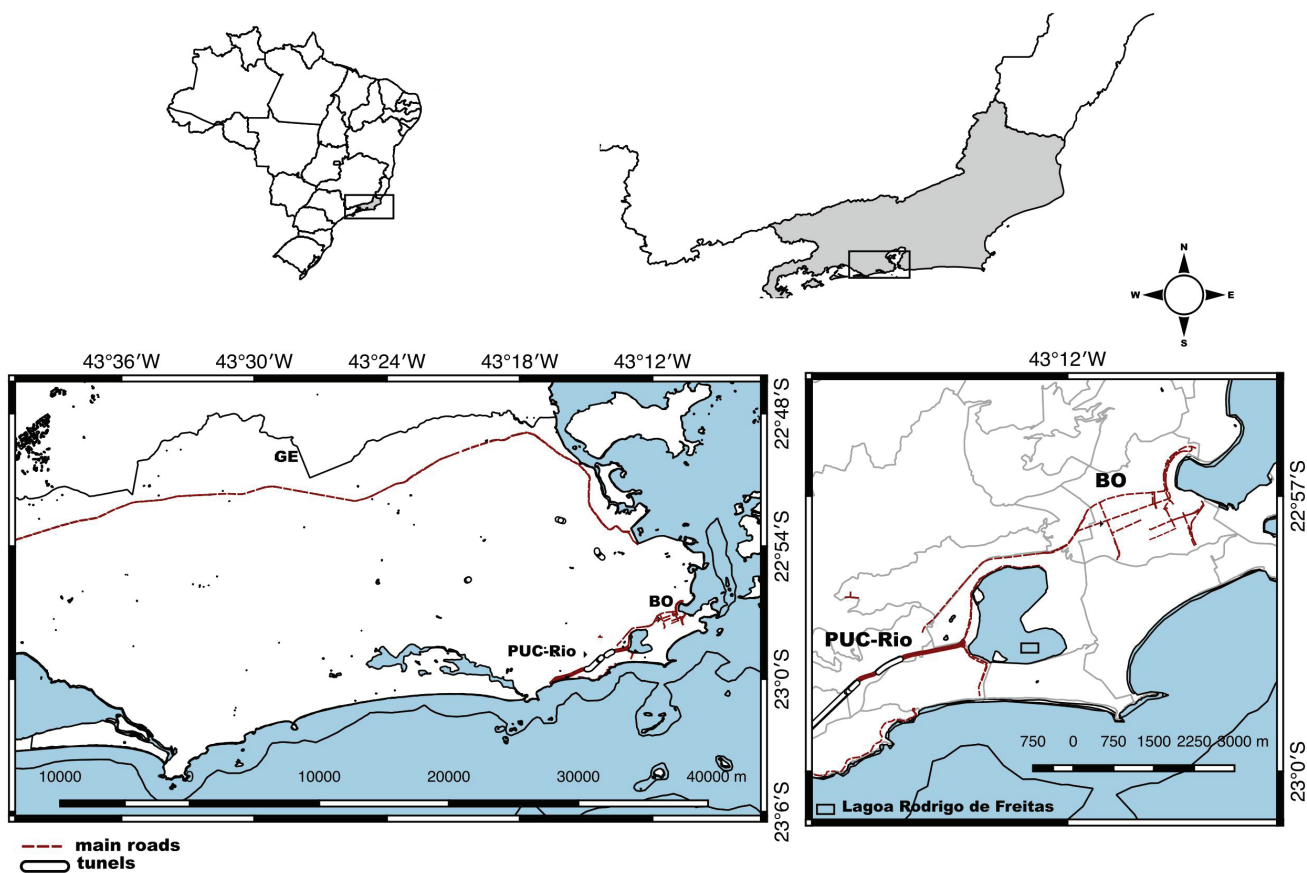 N
W E
S
43°36'W 43°30'W 43°24'W 43°18'W 43°12'W
22°48'S
GE
22°54'S
BO
PUC-Rio
23°0'S
10000 0 10000 20000 30000 40000 m
23°6'S
main roads
tunels
43°12'W
BO
22°57'S
PUC-Rio
750 0 750 1500 2250 3000 m
23°0'S
Lagoa Rodrigo de Freitas